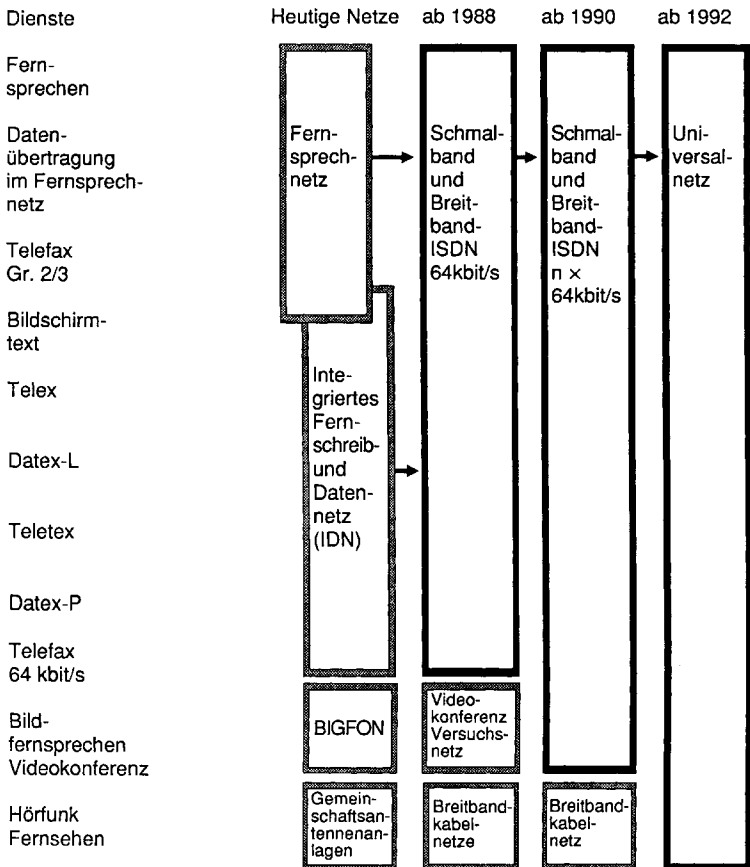 Dienste
Heutige Netze
ab 1988
ab 1990
ab 1992
Fern-
sprechen
Daten-
übertragung
im Fernsprech-
netz
Telefax
Gr. 2/3
Bildschirm-
text
Telex
Datex-L
Teletex
Datex-P
Telefax
64 kbit/s
Bild-
fernsprechen
Videokonferenz
Hörfunk
Fernsehen
Fern-
sprech-
netz
Inte-
griertes
Fern-
schreib-
und
Daten-
netz
(IDN)
BIGFON
Gemein-
schaftsan-
tennenan-
lagen
Schmal-
band
und
Breit-
band-
ISDN
64kbit/s
Video-
konferenz
Versuchs-
netz
Breitband-
kabel-
netze
Schmal-
band
und
Breit-
band-
ISDN
n ×
64kbit/s
Breitband-
kabel-
netz
Uni-
versal-
netz